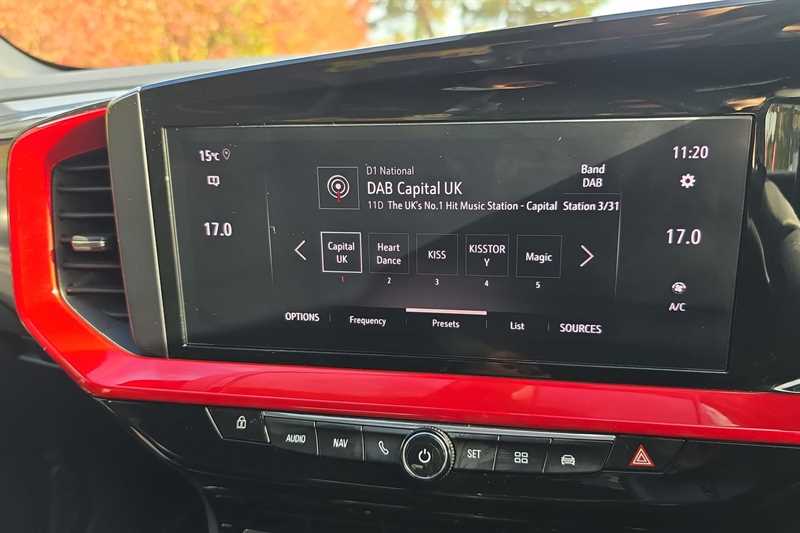 15℃
D1 National
DAB Capital UK
11D The UK's No.1 Hit Music Station - Capital Station 3/31
Band
DAB
11:20
17.0
17.0
Capital
UK
Heart
Dance
KISS
KISSTOR
Y
Magic
1 2 3 4 5
A/C
OPTIONS Frequency Presets List SOURCES
AUDIO NAV SET